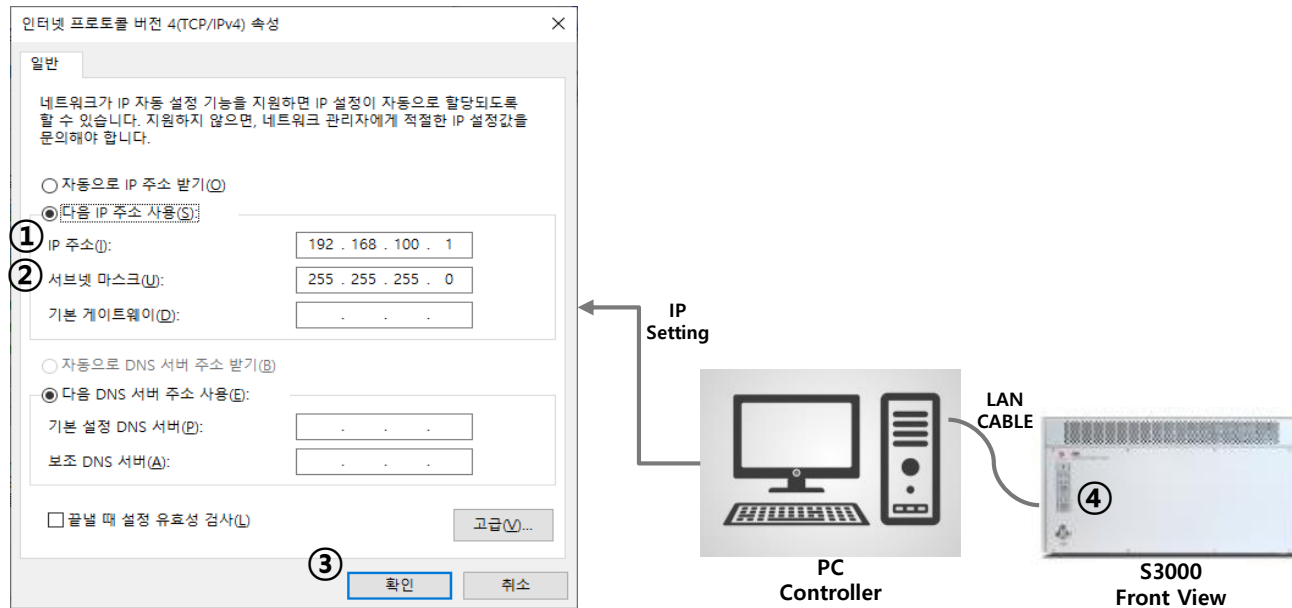 인터넷 프로토콜 버전 4(TCP/IPv4) 속성
일반
네트워크가 IP 자동 설정 기능을 지원하면 IP 설정이 자동으로 할당되도록
할 수 있습니다. 지원하지 않으면, 네트워크 관리자에게 적절한 IP 설정값을
문의해야 합니다.
자동으로 IP 주소 받기(O)
다음 IP 주소 사용(S):
① IP 주소(I): 192 . 168 . 100 . 1
② 서브넷 마스크(U): 255 . 255 . 255 . 0
기본 게이트웨이(D): . . .
자동으로 DNS 서버 주소 받기(B)
다음 DNS 서버 주소 사용(E):
기본 설정 DNS 서버(P): . . .
보조 DNS 서버(A): . . .
끝낼 때 설정 유효성 검사(L)
고급(V)...
③ 확인
취소
IP
Setting
PC
Controller
LAN
CABLE
④
S3000
Front View